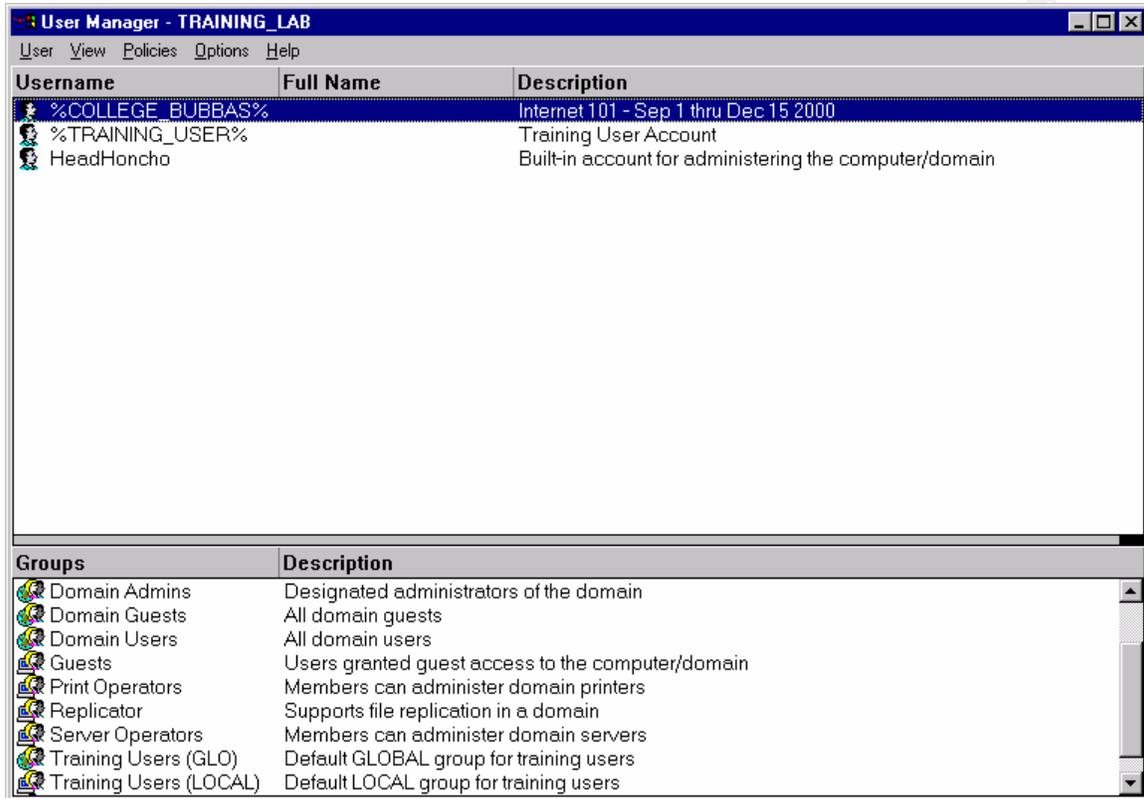 User Manager - TRAINING_LAB
User View Policies Options Help
Username Full Name Description
%COLLEGE_BUBBAS% Internet 101 - Sep 1 thru Dec 15 2000
%TRAINING_USER% Training User Account
HeadHoncho Built-in account for administering the computer/domain
Groups Description
Domain Admins Designated administrators of the domain
Domain Guests All domain guests
Domain Users All domain users
Guests Users granted guest access to the computer/domain
Print Operators Members can administer domain printers
Replicator Supports file replication in a domain
Server Operators Members can administer domain servers
Training Users (GLO) Default GLOBAL group for training users
Training Users (LOCAL) Default LOCAL group for training users